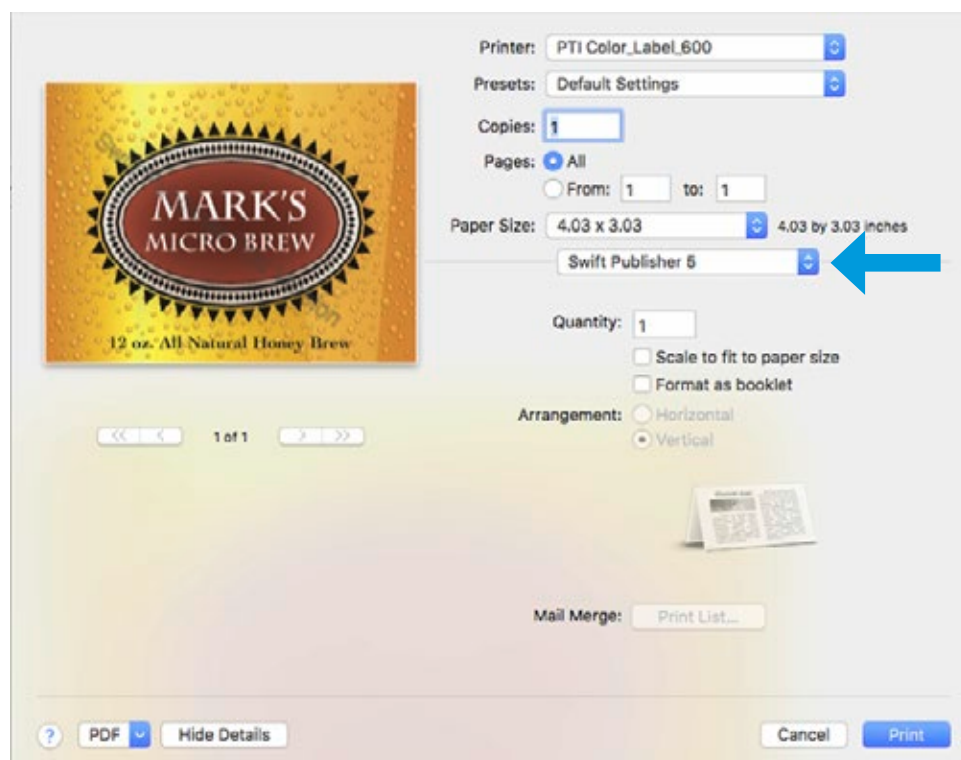 Printer: PTI Color_Label_600
Presets: Default Settings
Copies: 1
Pages: All
From: 1 to: 1
Paper Size: 4.03 x 3.03 4.03 by 3.03 inches
Swift Publisher 5
MARK'S
MICRO BREW
12 oz. All Natural Honey Brew
1 of 1
Quantity: 1
Scale to fit to paper size
Format as booklet
Arrangement: Horizontal
Vertical
Mail Merge: Print List...
? PDF Hide Details Cancel Print